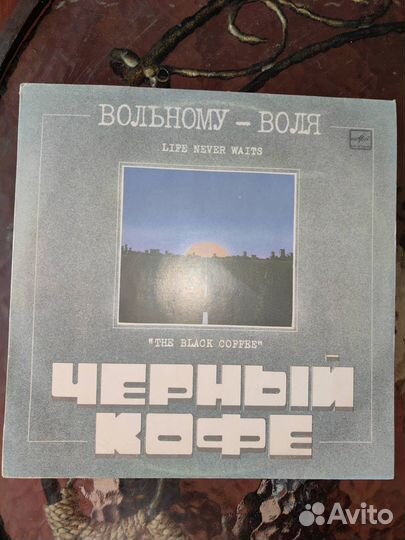 ВОЛЬНОМУ – ВОЛЯ
LIFE NEVER WAITS
"THE BLACK COFFEE"
ЧЕРНЫЙ
КОФЕ
Avito